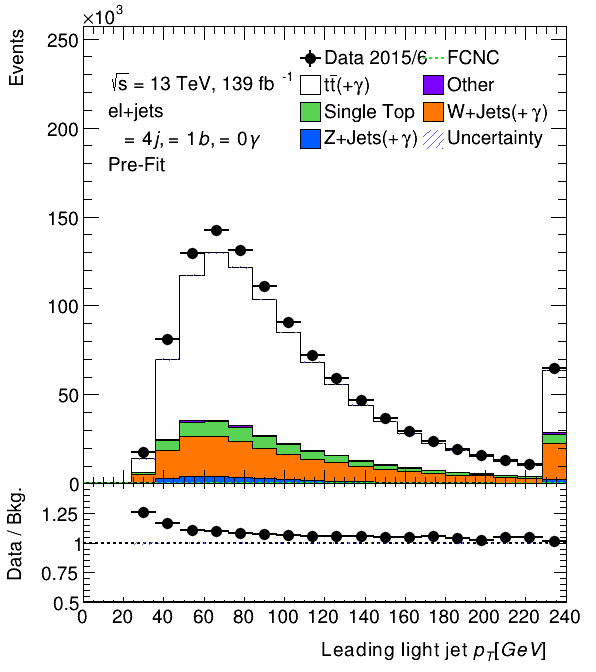 ×10³
Events
250
200
150
100
50
0
√s = 13 TeV, 139 fb⁻¹
el+jets
= 4j, = 1b, = 0γ
Pre-Fit
Data 2015/6 FCNC
tt̄(+γ) Other
Single Top W+Jets(+γ)
Z+Jets(+γ) Uncertainty
Data / Bkg.
1.25
1
0.75
0.5
0 20 40 60 80 100 120 140 160 180 200 220 240
Leading light jet p_T[GeV]